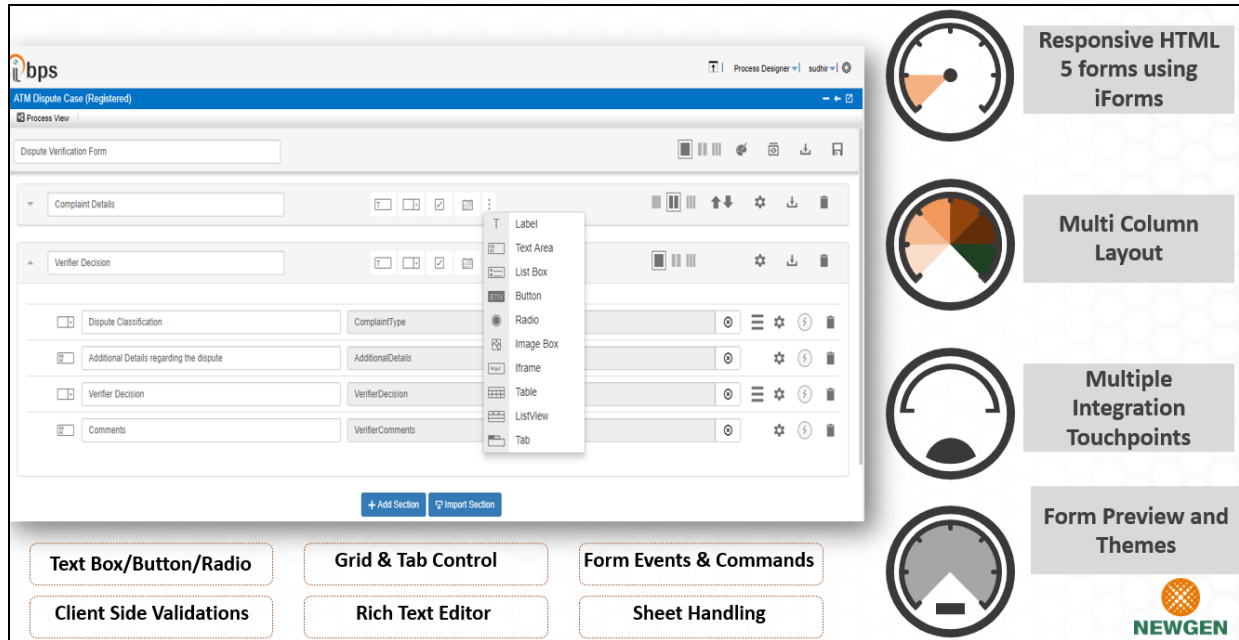 ibps
Process Designer
sudhir
ATM Dispute Case (Registered)
Process View
Dispute Verification Form
Complaint Details
T
Label
Text Area
List Box
BTN Button
Radio
Image Box
Iframe
Table
ListView
Tab
Verifier Decision
T
Dispute Classification
ComplaintType
Additional Details regarding the dispute
AdditionalDetails
Verifier Decision
VerifierDecision
Comments
VerifierComments
+ Add Section
Import Section
Text Box/Button/Radio
Grid & Tab Control
Form Events & Commands
Client Side Validations
Rich Text Editor
Sheet Handling
Responsive HTML
5 forms using
iForms
Multi Column
Layout
Multiple
Integration
Touchpoints
Form Preview and
Themes
NEWGEN